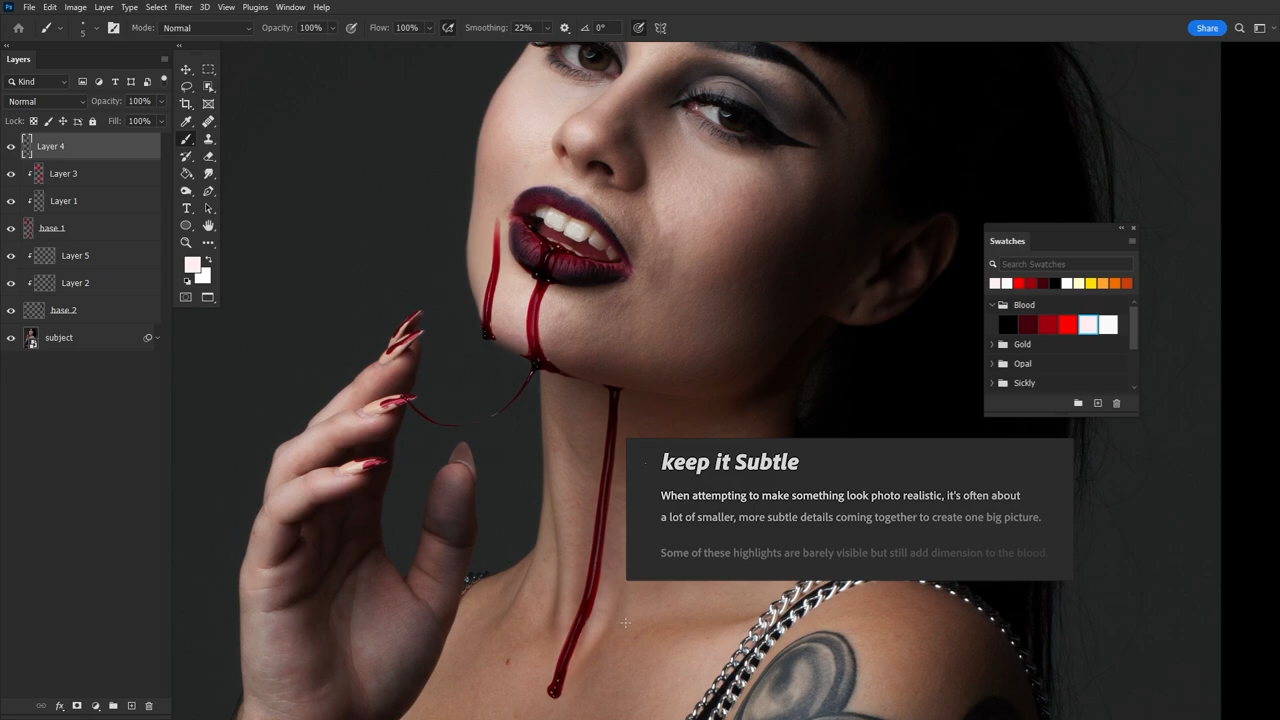 Ps File Edit Image Layer Type Select Filter 3D View Plugins Window Help
5 Mode: Normal Opacity: 100% Flow: 100% Smoothing: 22% 0° Share
Layers
Kind
Normal Opacity: 100%
Lock: Fill: 100%
Layer 4
Layer 3
Layer 1
base 1
Layer 5
Layer 2
base 2
subject
Swatches
Search Swatches
Blood
Gold
Opal
Sickly
keep it Subtle
When attempting to make something look photo realistic, it's often about
a lot of smaller, more subtle details coming together to create one big picture.
Some of these highlights are barely visible but still add dimension to the blood.